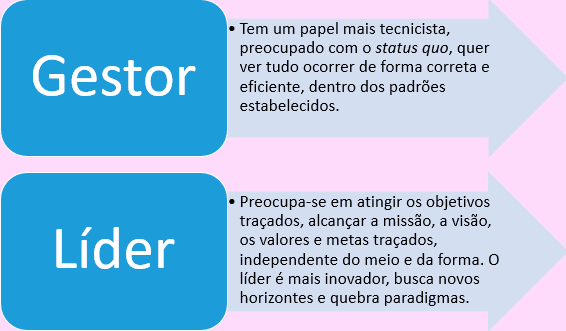 Gestor
• Tem um papel mais tecnicista,
preocupado com o status quo, quer
ver tudo ocorrer de forma correta e
eficiente, dentro dos padrões
estabelecidos.
Líder
• Preocupa-se em atingir os objetivos
traçados, alcançar a missão, a visão,
os valores e metas traçados,
independente do meio e da forma. O
líder é mais inovador, busca novos
horizontes e quebra paradigmas.